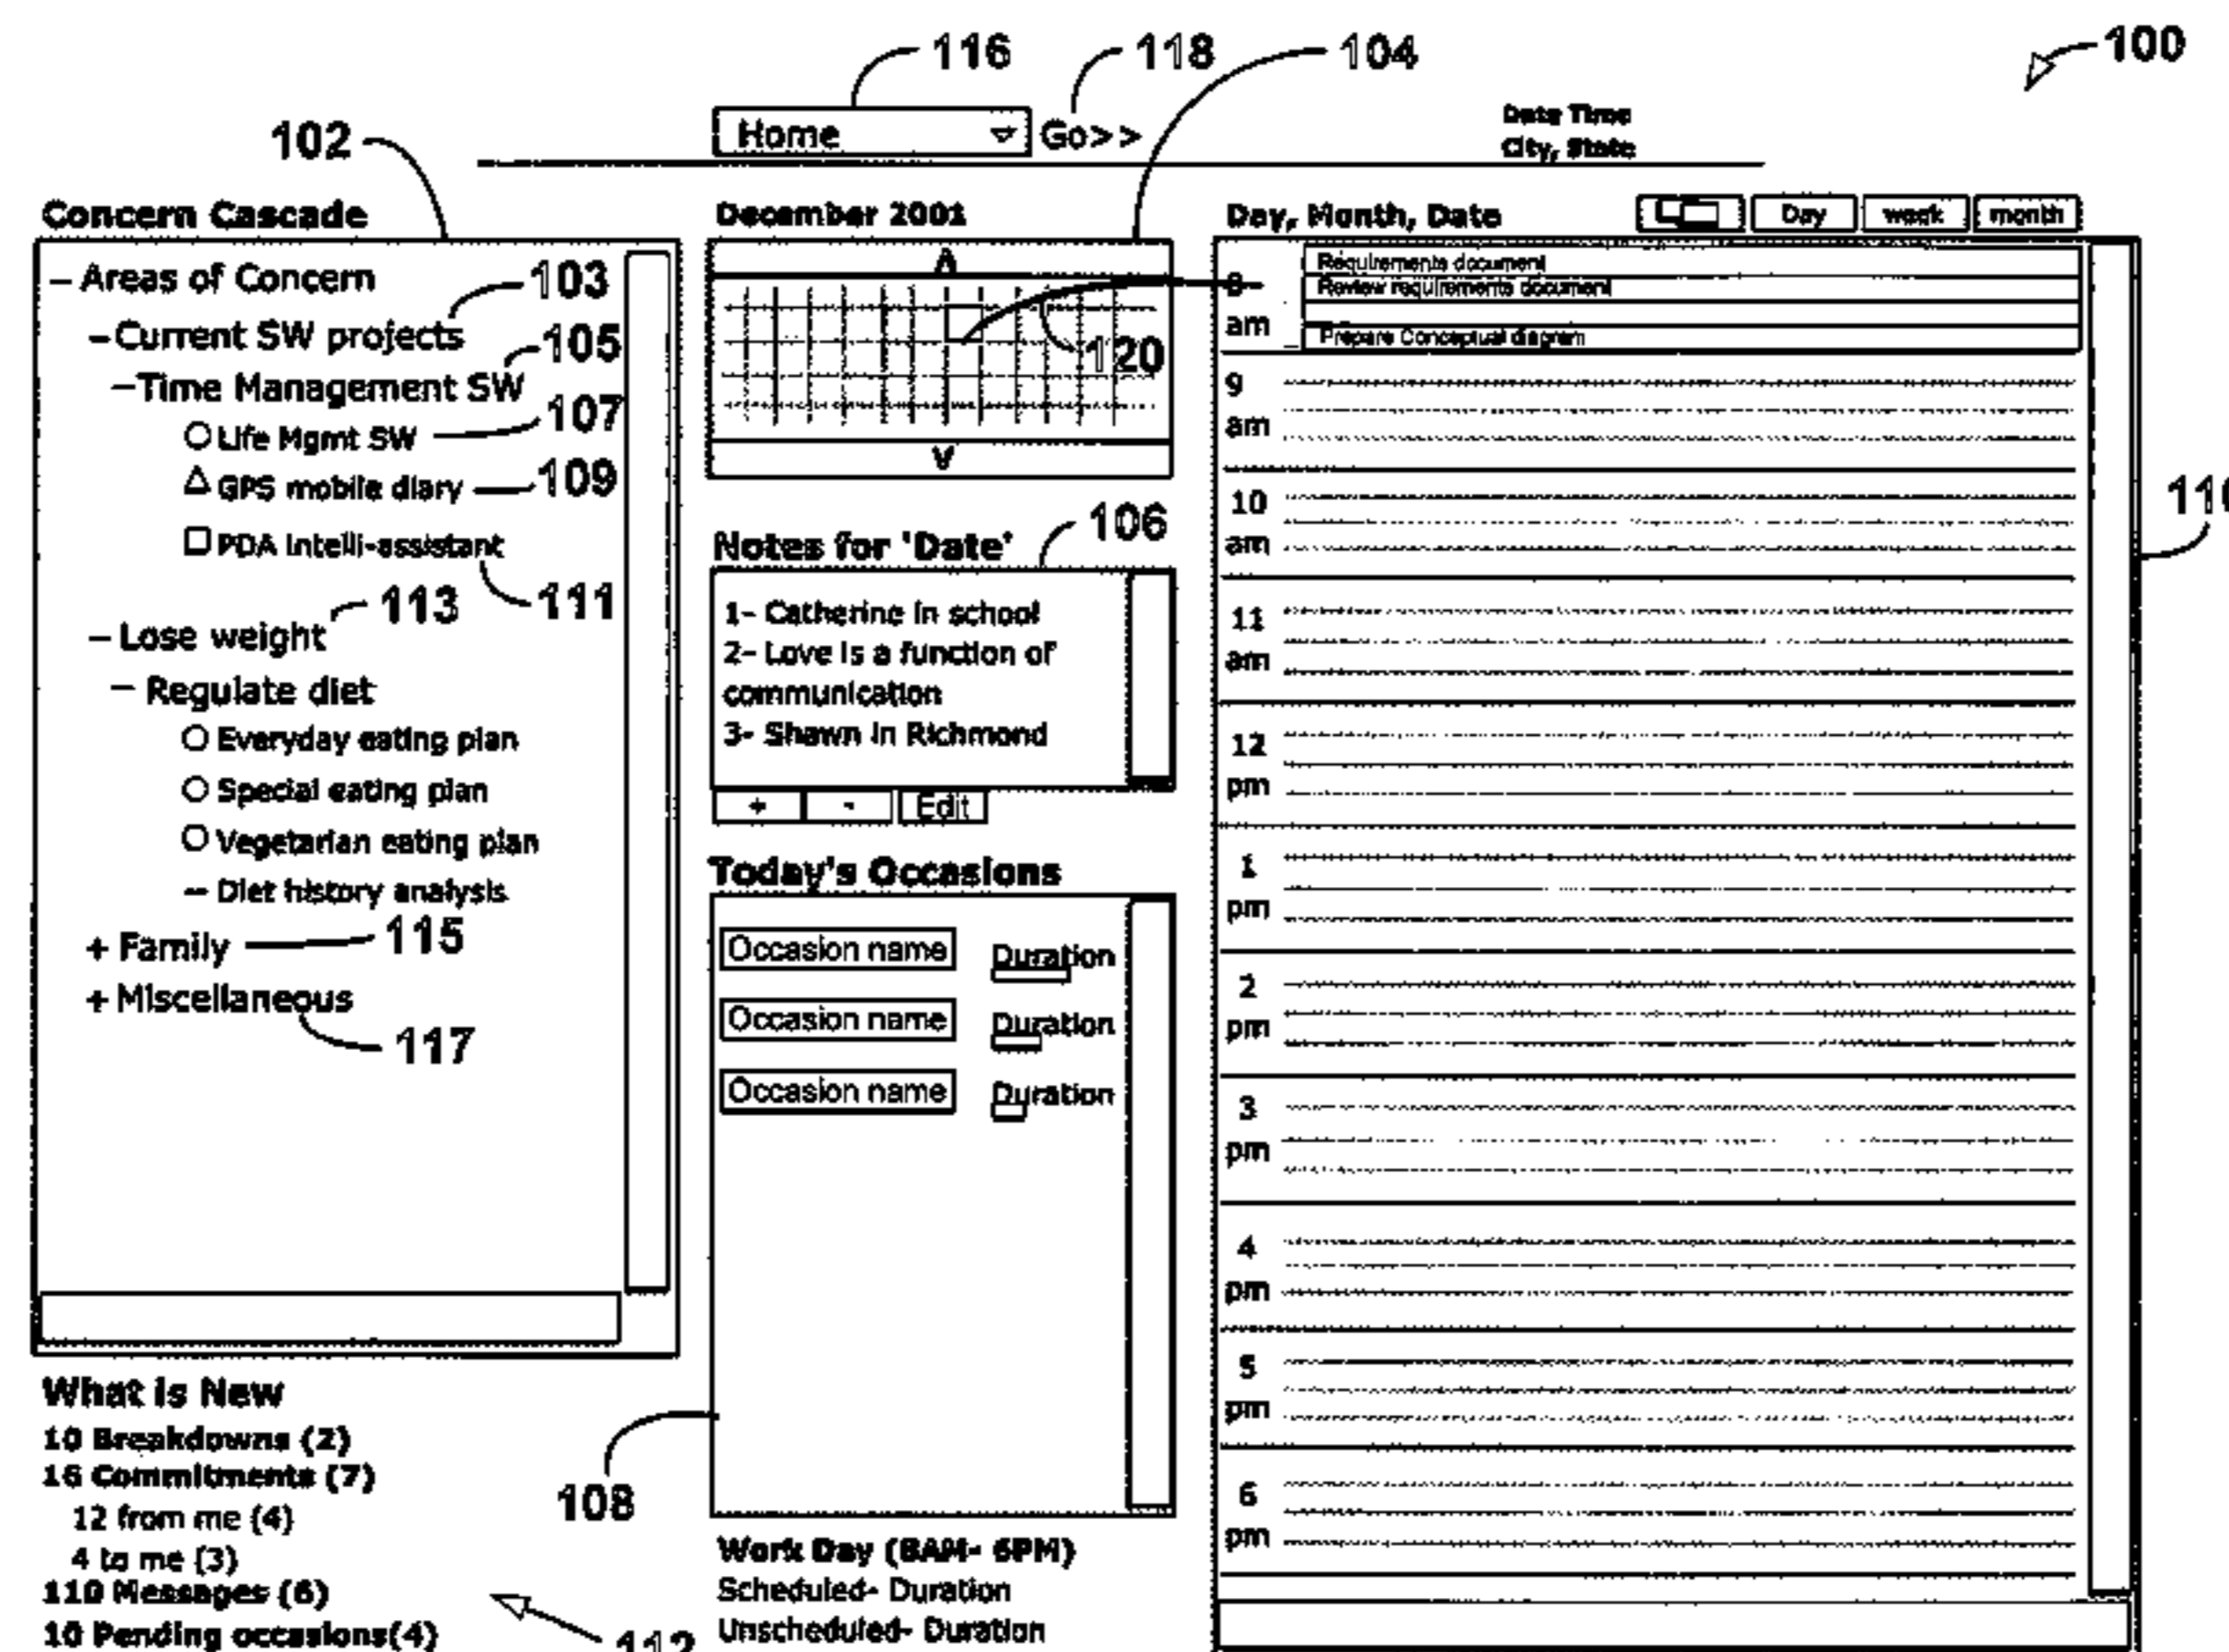 116
118
104
100
Home
Go>>
Date Time
City, State
102
Concern Cascade
– Areas of Concern
103
– Current SW projects
105
– Time Management SW
107
Life Mgmt SW
GPS mobile diary
109
PDA Intelli-assistant
111
113
– Lose weight
– Regulate diet
Everyday eating plan
Special eating plan
Vegetarian eating plan
– Diet history analysis
+ Family
115
+ Miscellaneous
117
What is New
10 Breakdowns (2)
16 Commitments (7)
12 from me (4)
4 to me (3)
110 Messages (6)
10 Pending occasions(4)
December 2001
120
106
Notes for 'Date'
1- Catherine in school
2- Love is a function of
communication
3- Shawn in Richmond
+ - Edit
Today's Occasions
Occasion name Duration
Occasion name Duration
Occasion name Duration
108
Work Day (8AM- 6PM)
Scheduled- Duration
Unscheduled- Duration
Day, Month, Date
Day week month
Requirements document
8
Review requirements document
am
Prepare Conceptual diagram
9
am
10
am
11
am
12
pm
1
pm
2
pm
3
pm
4
pm
5
pm
6
pm